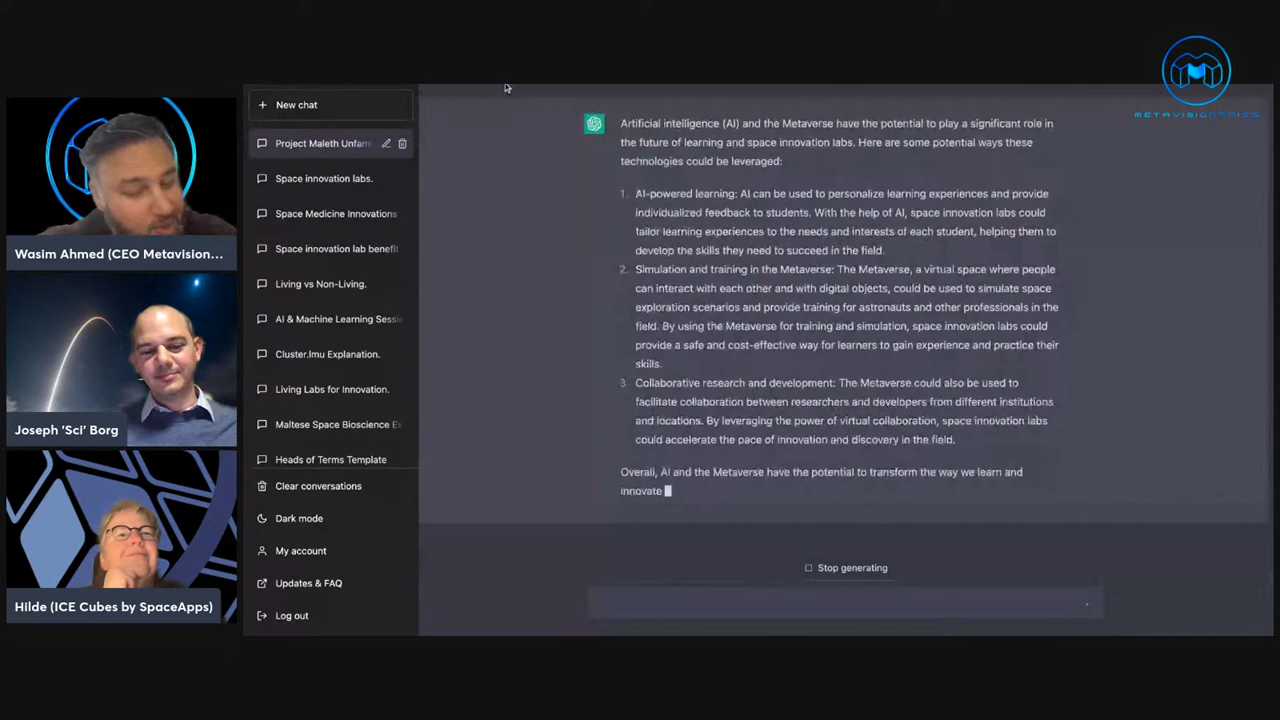 METAVISIONARIES
Wasim Ahmed (CEO Metavision...
Joseph 'Sci' Borg
Hilde (ICE Cubes by SpaceApps)
+ New chat
Project Maleth Unfam
Space innovation labs.
Space Medicine Innovations
Space innovation lab benefit
Living vs Non-Living.
AI & Machine Learning Sessi
Cluster.lmu Explanation.
Living Labs for Innovation.
Maltese Space Bioscience Ex
Heads of Terms Template
Clear conversations
Dark mode
My account
Updates & FAQ
Log out
Artificial intelligence (AI) and the Metaverse have the potential to play a significant role in
the future of learning and space innovation labs. Here are some potential ways these
technologies could be leveraged:
1. AI-powered learning: AI can be used to personalize learning experiences and provide
individualized feedback to students. With the help of AI, space innovation labs could
tailor learning experiences to the needs and interests of each student, helping them to
develop the skills they need to succeed in the field.
2. Simulation and training in the Metaverse: The Metaverse, a virtual space where people
can interact with each other and with digital objects, could be used to simulate space
exploration scenarios and provide training for astronauts and other professionals in the
field. By using the Metaverse for training and simulation, space innovation labs could
provide a safe and cost-effective way for learners to gain experience and practice their
skills.
3 Collaborative research and development: The Metaverse could also be used to
facilitate collaboration between researchers and developers from different institutions
and locations. By leveraging the power of virtual collaboration, space innovation labs
could accelerate the pace of innovation and discovery in the field.
Overall, AI and the Metaverse have the potential to transform the way we learn and
innovate
Stop generating